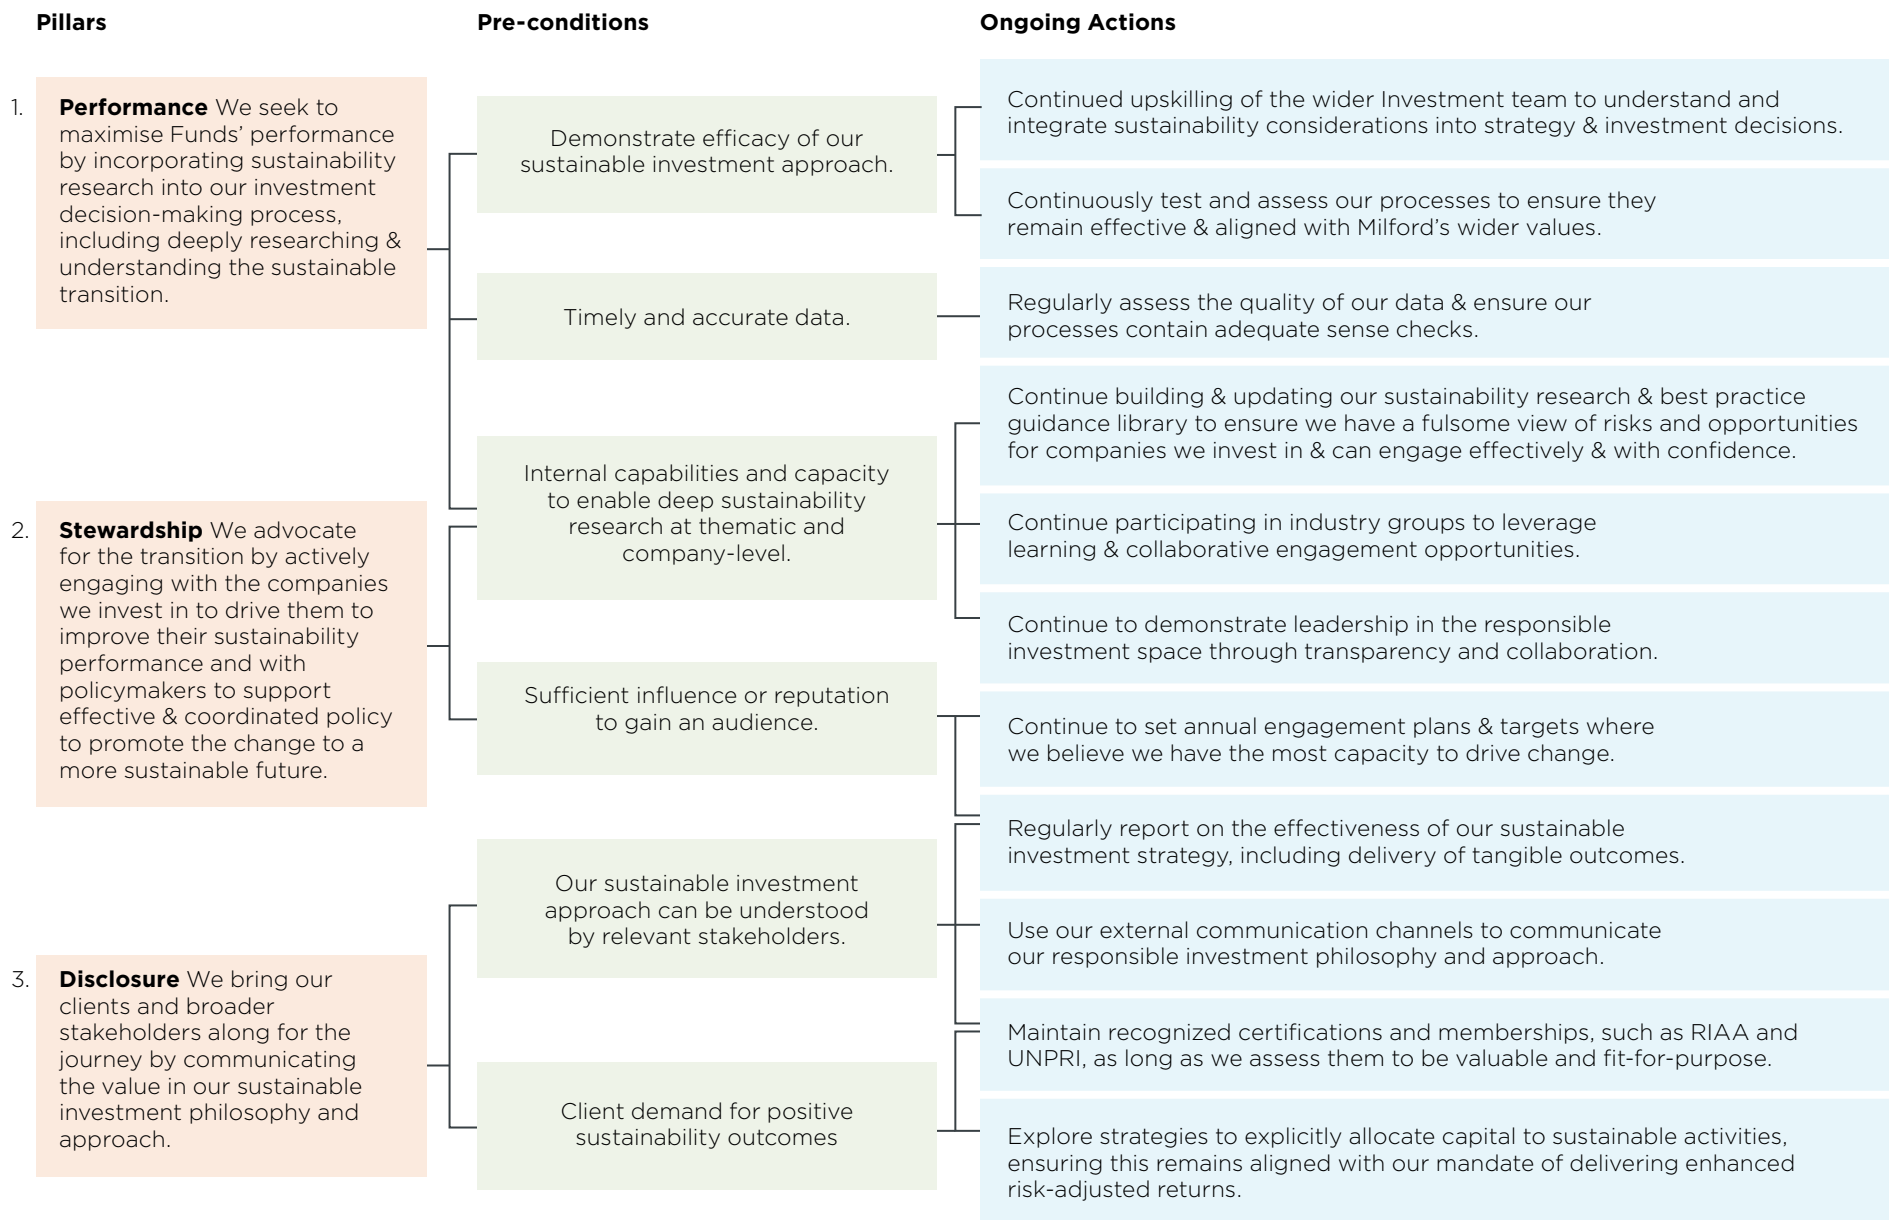 Pillars
Pre-conditions
Ongoing Actions
1. Performance We seek to
maximise Funds' performance
by incorporating sustainability
research into our investment
decision-making process,
including deeply researching &
understanding the sustainable
transition.
2. Stewardship We advocate
for the transition by actively
engaging with the companies
we invest in to drive them to
improve their sustainability
performance and with
policymakers to support
effective & coordinated policy
to promote the change to a
more sustainable future.
3. Disclosure We bring our
clients and broader
stakeholders along for the
journey by communicating
the value in our sustainable
investment philosophy and
approach.
Demonstrate efficacy of our
sustainable investment approach.
Timely and accurate data.
Internal capabilities and capacity
to enable deep sustainability
research at thematic and
company-level.
Sufficient influence or reputation
to gain an audience.
Our sustainable investment
approach can be understood
by relevant stakeholders.
Client demand for positive
sustainability outcomes
Continued upskilling of the wider Investment team to understand and
integrate sustainability considerations into strategy & investment decisions.
Continuously test and assess our processes to ensure they
remain effective & aligned with Milford's wider values.
Regularly assess the quality of our data & ensure our
processes contain adequate sense checks.
Continue building & updating our sustainability research & best practice
guidance library to ensure we have a fulsome view of risks and opportunities
for companies we invest in & can engage effectively & with confidence.
Continue participating in industry groups to leverage
learning & collaborative engagement opportunities.
Continue to demonstrate leadership in the responsible
investment space through transparency and collaboration.
Continue to set annual engagement plans & targets where
we believe we have the most capacity to drive change.
Regularly report on the effectiveness of our sustainable
investment strategy, including delivery of tangible outcomes.
Use our external communication channels to communicate
our responsible investment philosophy and approach.
Maintain recognized certifications and memberships, such as RIAA and
UNPRI, as long as we assess them to be valuable and fit-for-purpose.
Explore strategies to explicitly allocate capital to sustainable activities,
ensuring this remains aligned with our mandate of delivering enhanced
risk-adjusted returns.